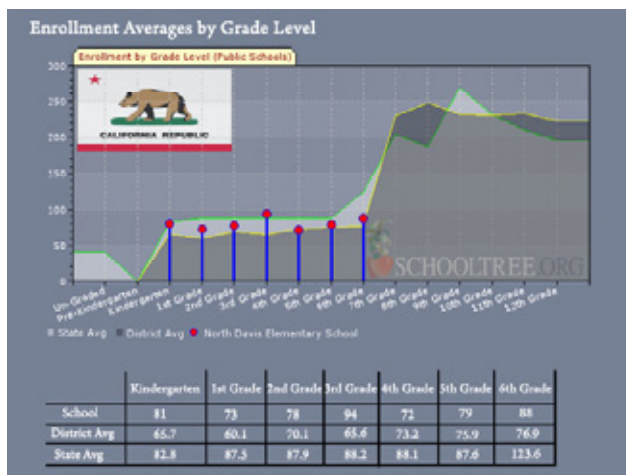 Enrollment Averages by Grade Level
Enrollment by Grade Level (Public Schools)
300
250
200
150
100
50
0
CALIFORNIA REPUBLIC
SCHOOLTREE.ORG
Un-Graded
Pre-Kindergarten
Kindergarten
1st Grade
2nd Grade
3rd Grade
4th Grade
5th Grade
6th Grade
7th Grade
8th Grade
9th Grade
10th Grade
11th Grade
12th Grade
State Avg District Avg North Davis Elementary School
Kindergarten 1st Grade 2nd Grade 3rd Grade 4th Grade 5th Grade 6th Grade
School 81 73 78 94 72 79 88
District Avg 65.7 60.1 70.1 65.6 73.2 75.9 76.9
State Avg 82.8 87.5 87.9 88.2 88.1 87.6 123.6